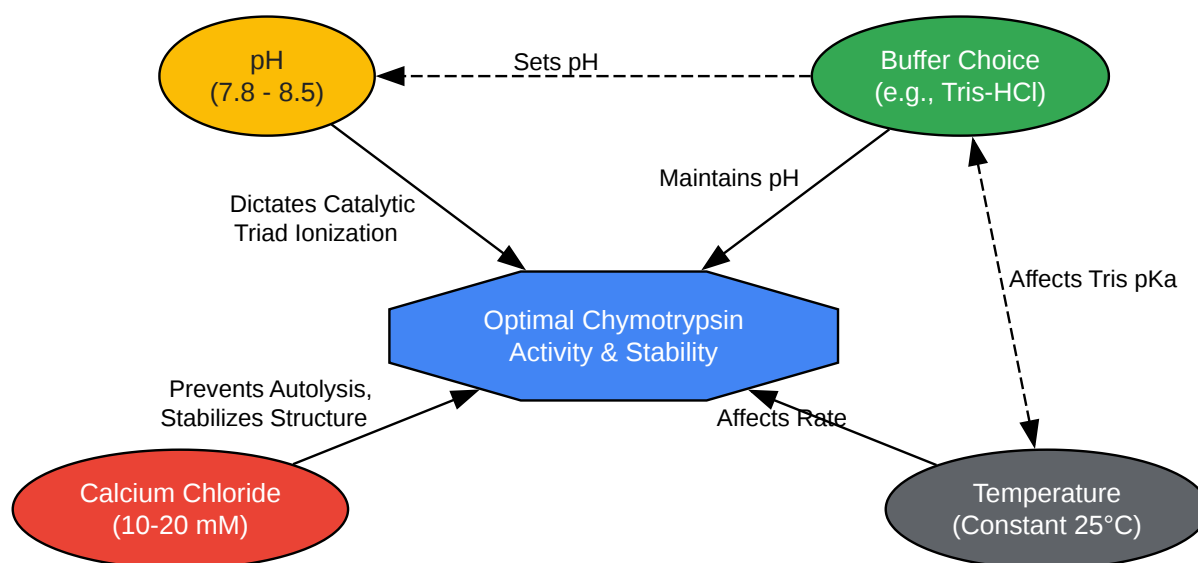 pH
(7.8 - 8.5)
Sets pH
Buffer Choice
(e.g., Tris-HCl)
Dictates Catalytic
Triad Ionization
Maintains pH
Affects Tris pKa
Optimal Chymotrypsin
Activity & Stability
Prevents Autolysis,
Stabilizes Structure
Affects Rate
Calcium Chloride
(10-20 mM)
Temperature
(Constant 25°C)